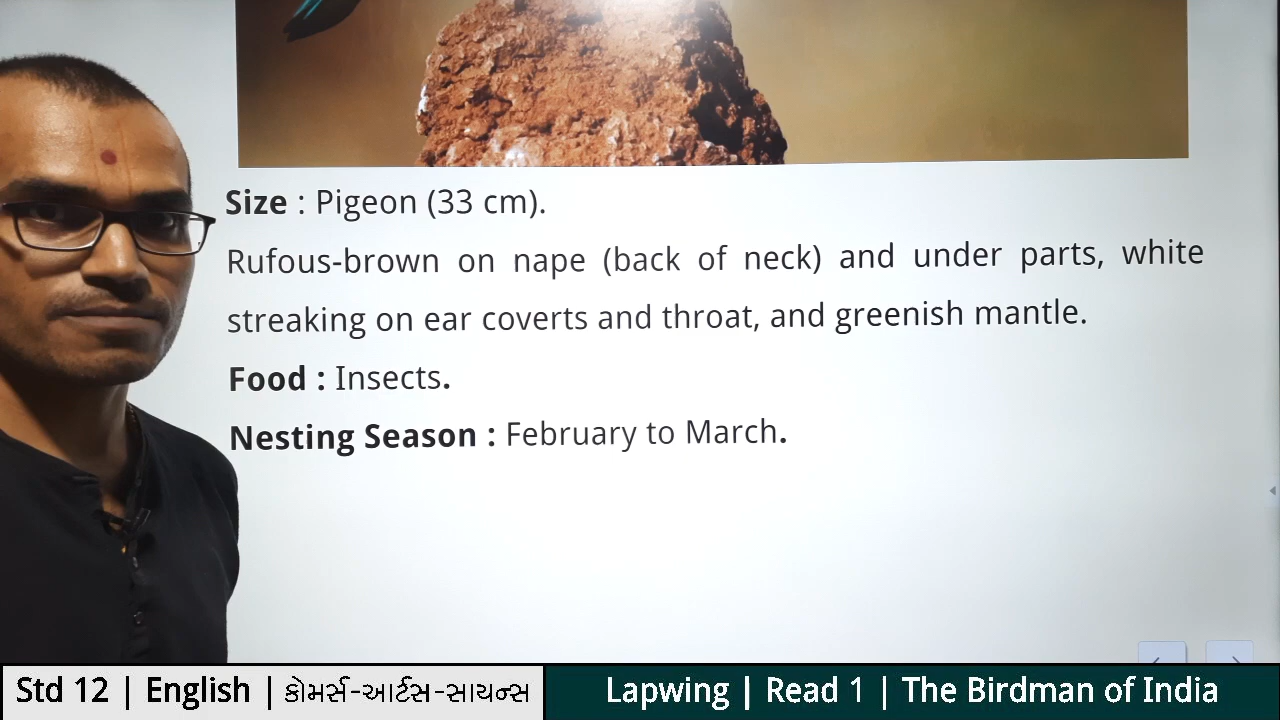 Size : Pigeon (33 cm).
Rufous-brown on nape (back of neck) and under parts, white
streaking on ear coverts and throat, and greenish mantle.
Food : Insects.
Nesting Season : February to March.
Std 12 | English | કોમર્સ-આર્ટસ-સાયન્સ
Lapwing | Read 1 | The Birdman of India